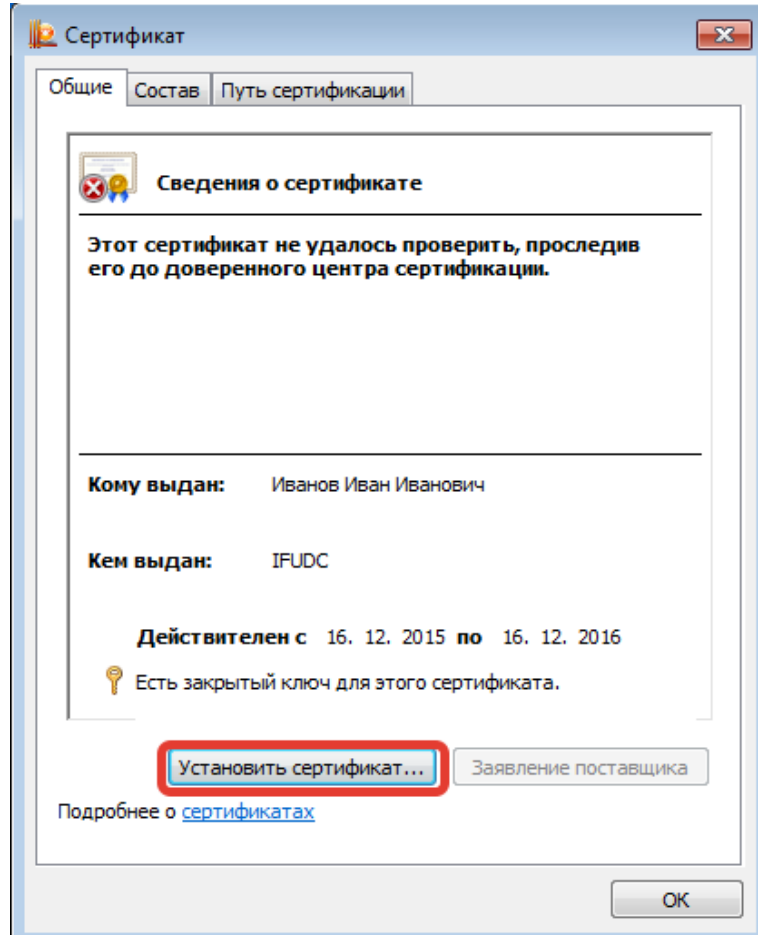 Сертификат
Общие Состав Путь сертификации
Сведения о сертификате
Этот сертификат не удалось проверить, проследив
его до доверенного центра сертификации.
Кому выдан: Иванов Иван Иванович
Кем выдан: IFUDC
Действителен с 16. 12. 2015 по 16. 12. 2016
Есть закрытый ключ для этого сертификата.
Установить сертификат... Заявление поставщика
Подробнее о сертификатах
ОК